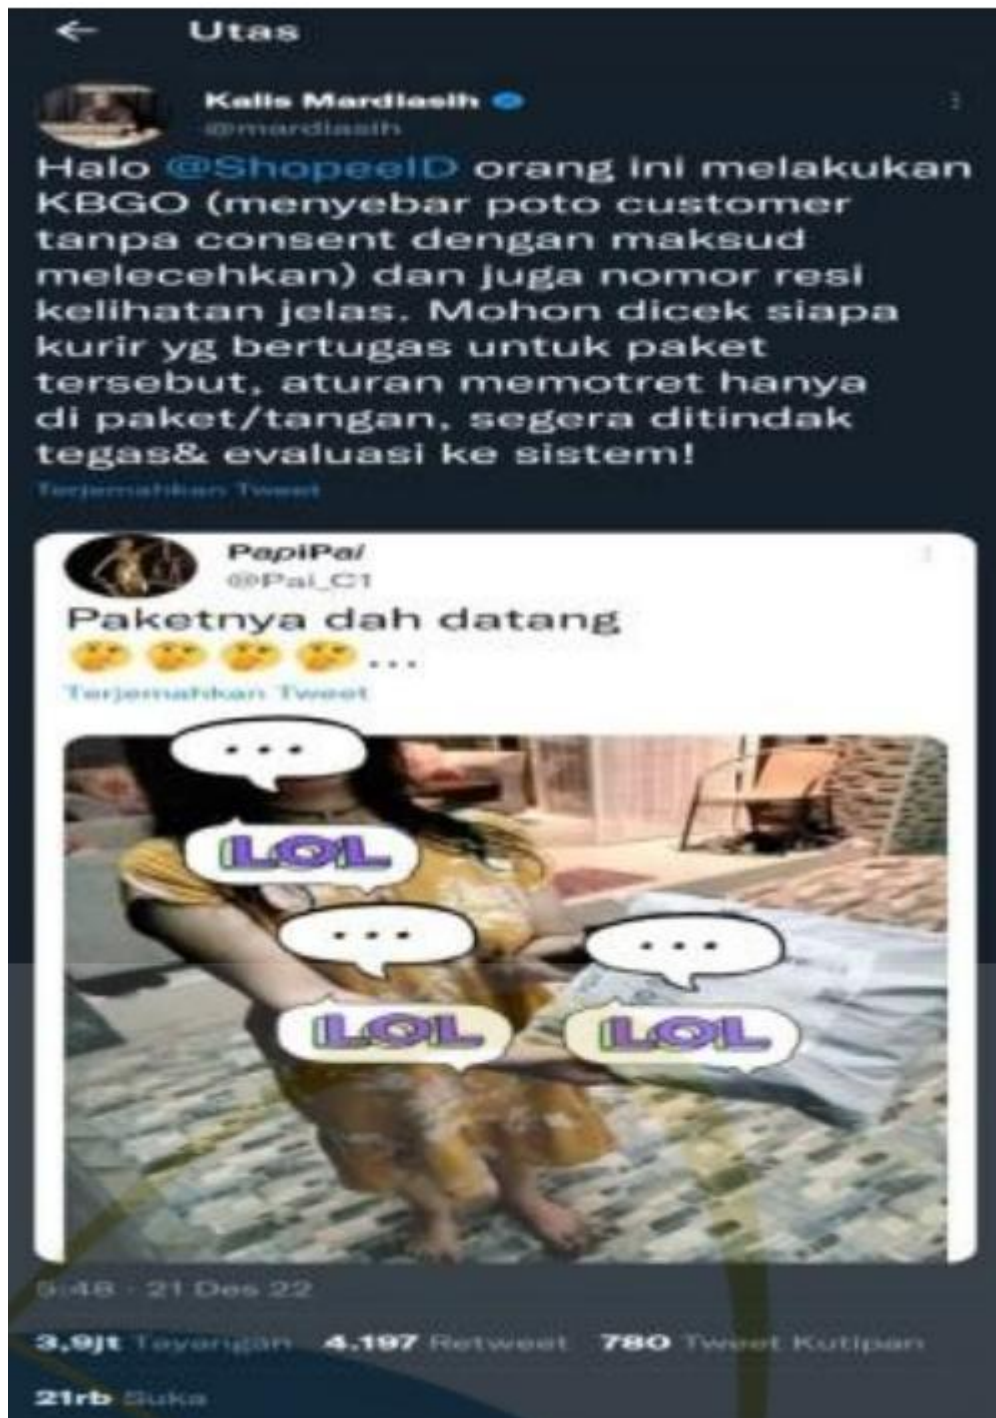 Utas
Kalis Mardiasih
@mardiasih
Halo @ShopeeID orang ini melakukan
KBGO (menyebar poto customer
tanpa consent dengan maksud
melecehkan) dan juga nomor resi
kelihatan jelas. Mohon dicek siapa
kurir yg bertugas untuk paket
tersebut, aturan memotret hanya
di paket/tangan, segera ditindak
tegas& evaluasi ke sistem!
Terjemahkan Tweet
PapiPai
@Pai_C1
Paketnya dah datang
🤔 🤔 🤔 🤔 ...
Terjemahkan Tweet
...
LOL
... ...
LOL LOL
5:48 · 21 Des 22
3,9jt Tayangan 4.197 Retweet 780 Tweet Kutipan
21rb Suka